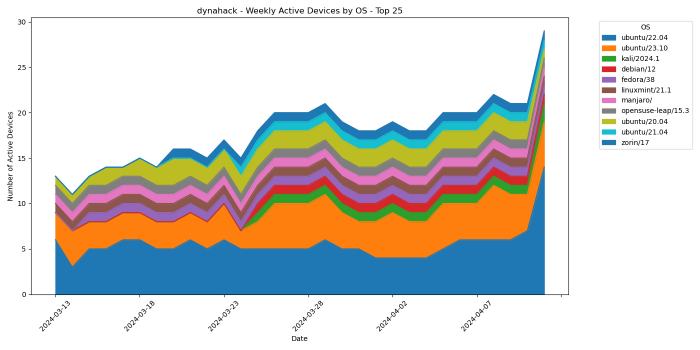 dynahack - Weekly Active Devices by OS - Top 25
Number of Active Devices
30
25
20
15
10
5
0
2024-03-13
2024-03-18
2024-03-23
2024-03-28
2024-04-02
2024-04-07
Date
OS
ubuntu/22.04
ubuntu/23.10
kali/2024.1
debian/12
fedora/38
linuxmint/21.1
manjaro/
opensuse-leap/15.3
ubuntu/20.04
ubuntu/21.04
zorin/17